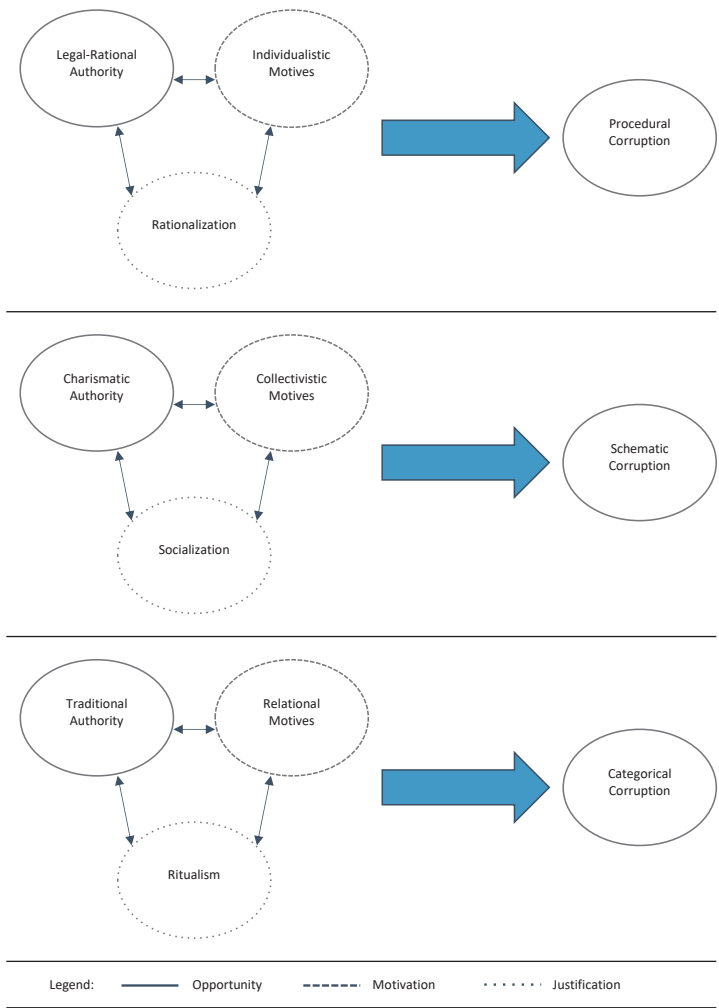 Legal-Rational
Authority
Individualistic
Motives
Rationalization
Procedural
Corruption
Charismatic
Authority
Collectivistic
Motives
Socialization
Schematic
Corruption
Traditional
Authority
Relational
Motives
Ritualism
Categorical
Corruption
Legend: Opportunity Motivation Justification